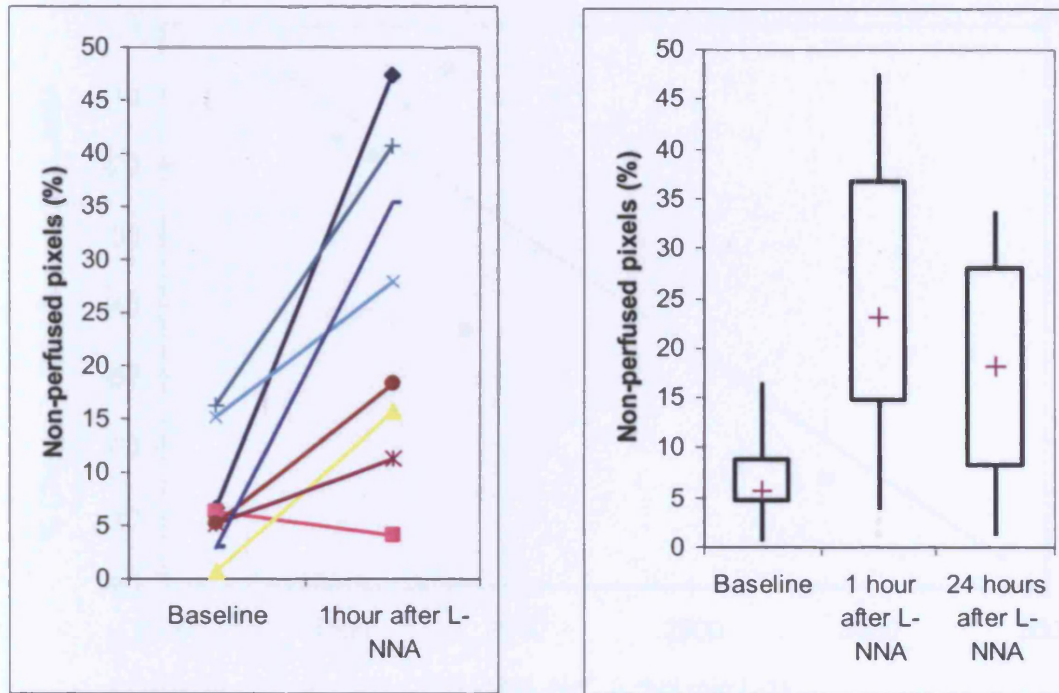 Non-perfused pixels (%)
50
45
40
35
30
25
20
15
10
5
0
Baseline
1hour after L-
NNA
Non-perfused pixels (%)
50
45
40
35
30
25
20
15
10
5
0
Baseline
1 hour
after L-
NNA
24 hours
after L-
NNA